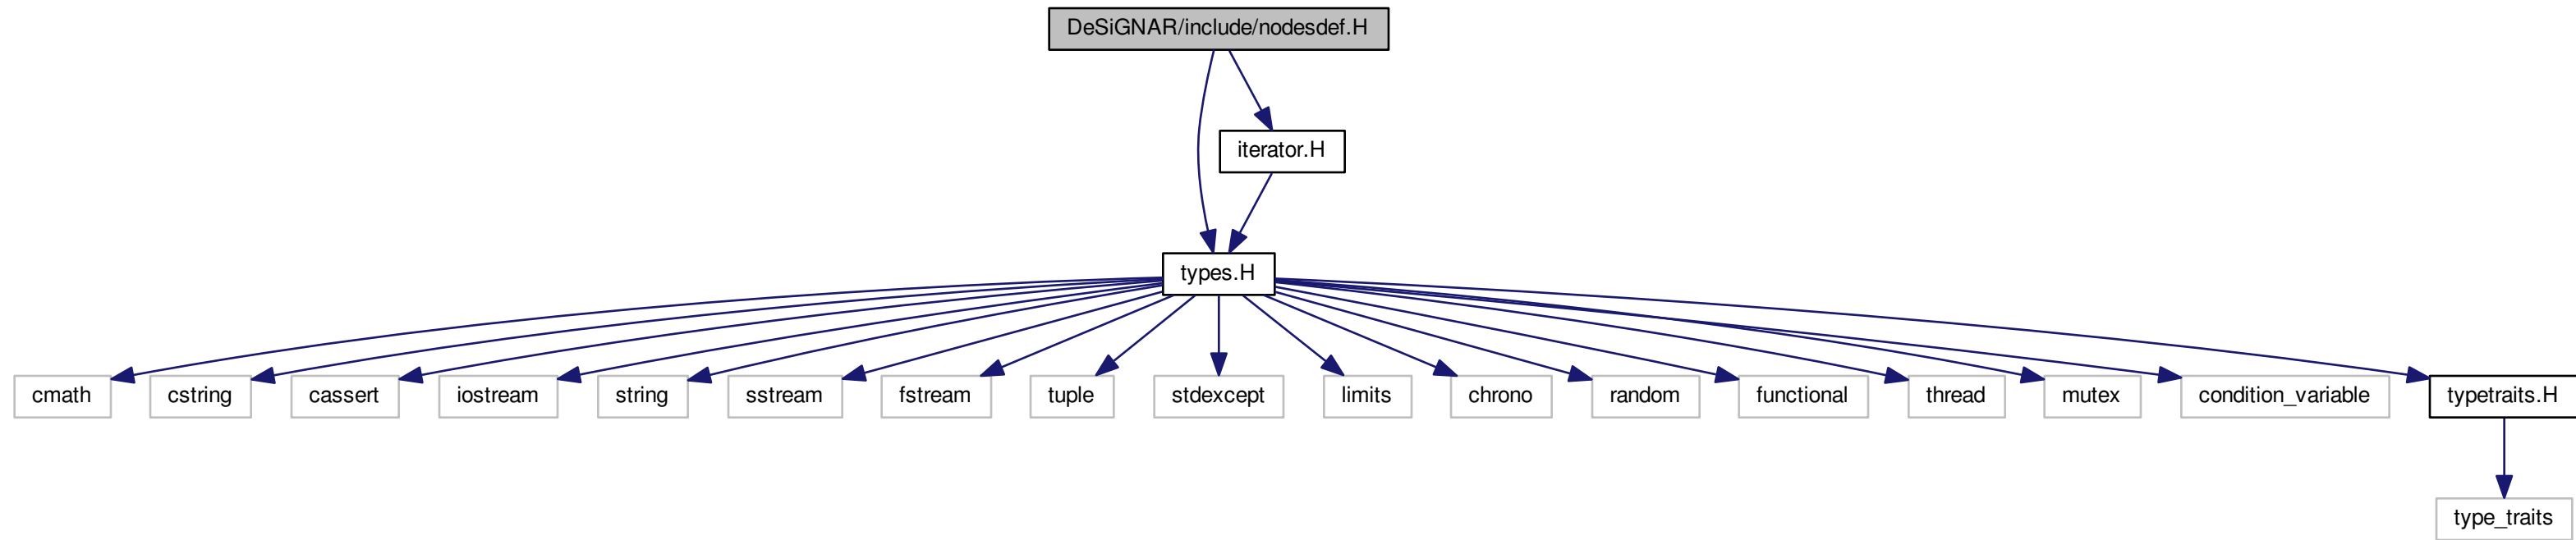 DeSiGNAR/include/nodesdef.H
iterator.H
types.H
cmath
cstring
cassert
iostream
string
sstream
fstream
tuple
stdexcept
limits
chrono
random
functional
thread
mutex
condition_variable
typetraits.H
type_traits